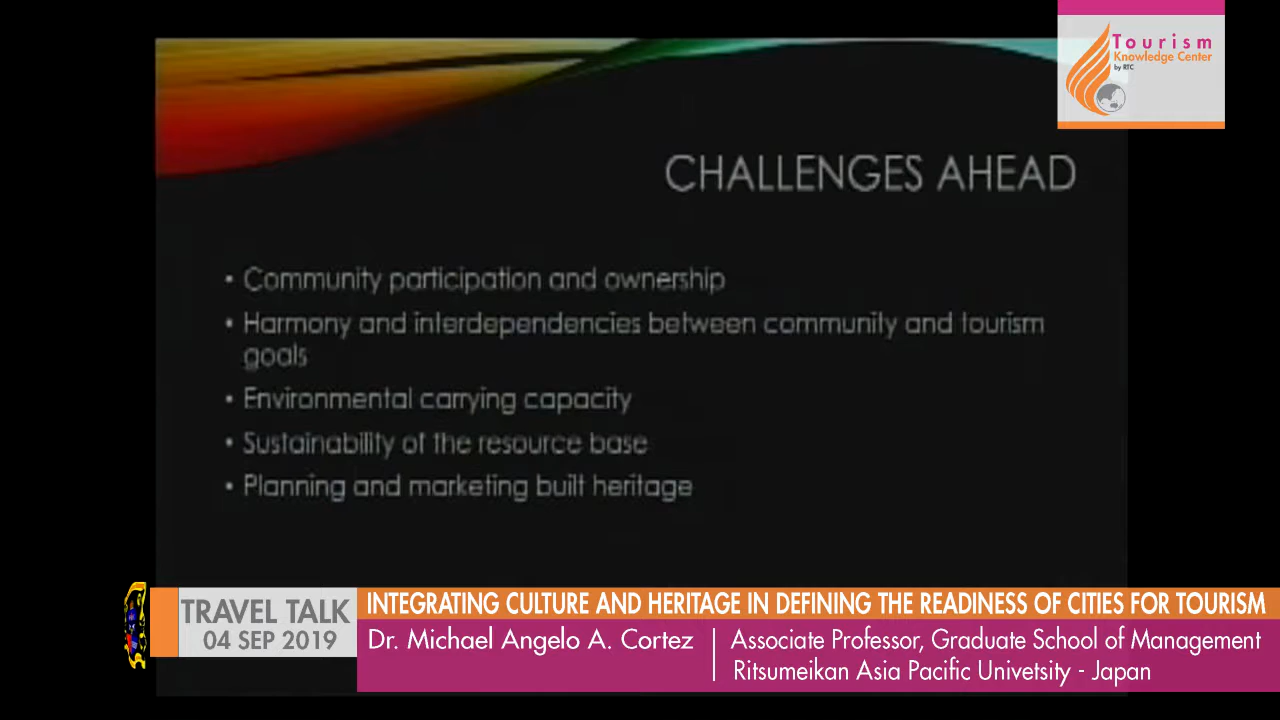 Tourism
Knowledge Center
by RTC
CHALLENGES AHEAD
• Community participation and ownership
• Harmony and interdependencies between community and tourism
goals
• Environmental carrying capacity
• Sustainability of the resource base
• Planning and marketing built heritage
TRAVEL TALK
04 SEP 2019
INTEGRATING CULTURE AND HERITAGE IN DEFINING THE READINESS OF CITIES FOR TOURISM
Dr. Michael Angelo A. Cortez
Associate Professor, Graduate School of Management
Ritsumeikan Asia Pacific Univetsity - Japan